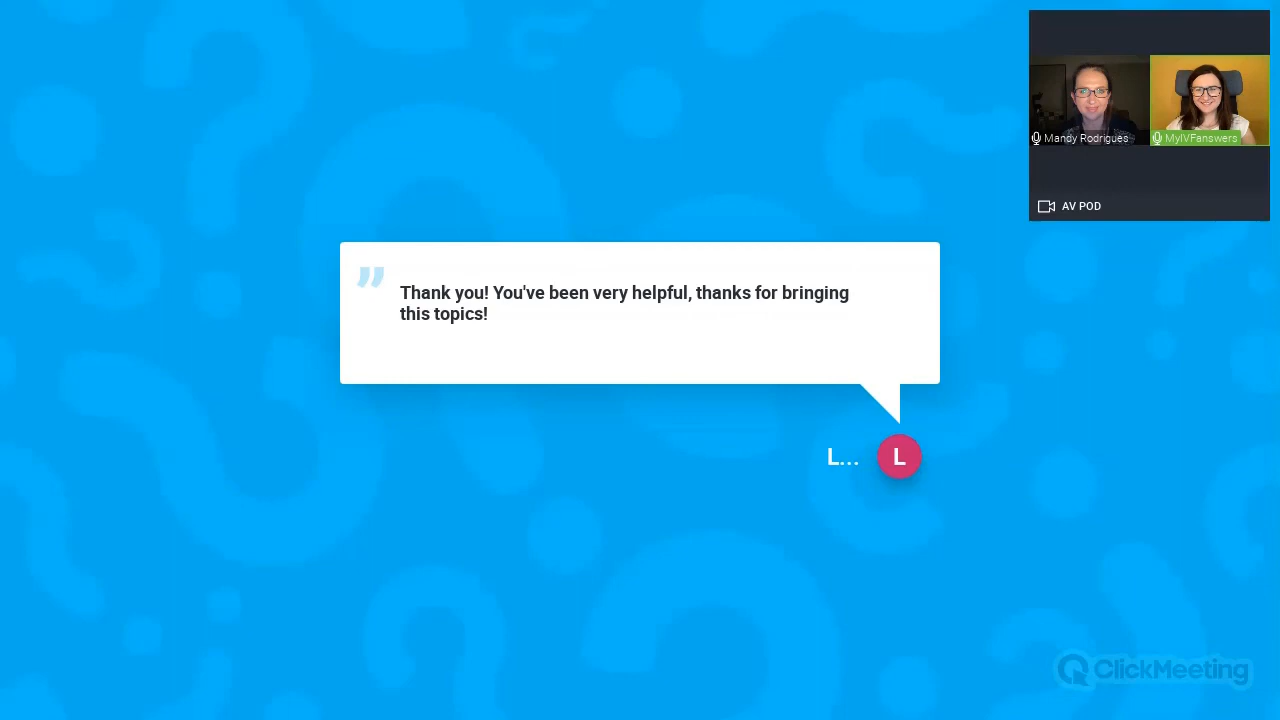 Mandy Rodrigues
MyIVFanswers
AV POD
Thank you! You've been very helpful, thanks for bringing
this topics!
L...
L
ClickMeeting